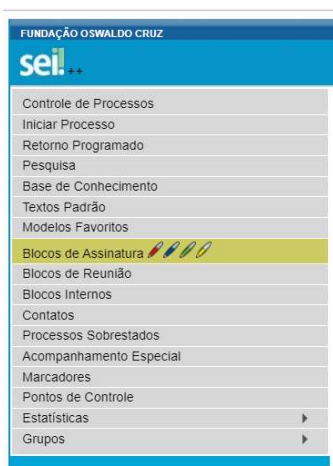 FUNDAÇÃO OSWALDO CRUZ
sei! ++
Controle de Processos
Iniciar Processo
Retorno Programado
Pesquisa
Base de Conhecimento
Textos Padrão
Modelos Favoritos
Blocos de Assinatura
Blocos de Reunião
Blocos Internos
Contatos
Processos Sobrestados
Acompanhamento Especial
Marcadores
Pontos de Controle
Estatísticas
Grupos